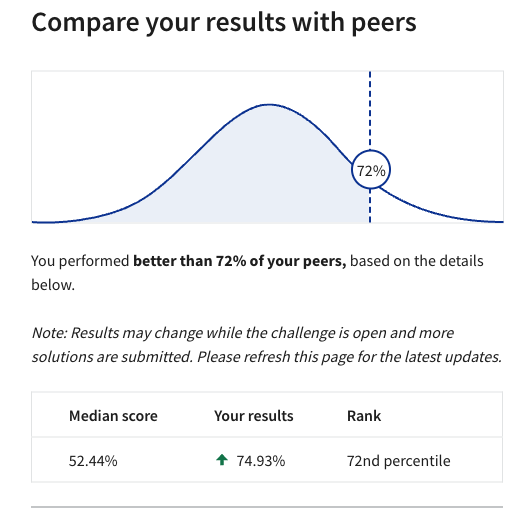 Compare your results with peers
72%
You performed better than 72% of your peers, based on the details
below.
Note: Results may change while the challenge is open and more
solutions are submitted. Please refresh this page for the latest updates.
Median score Your results Rank
52.44% 74.93% 72nd percentile